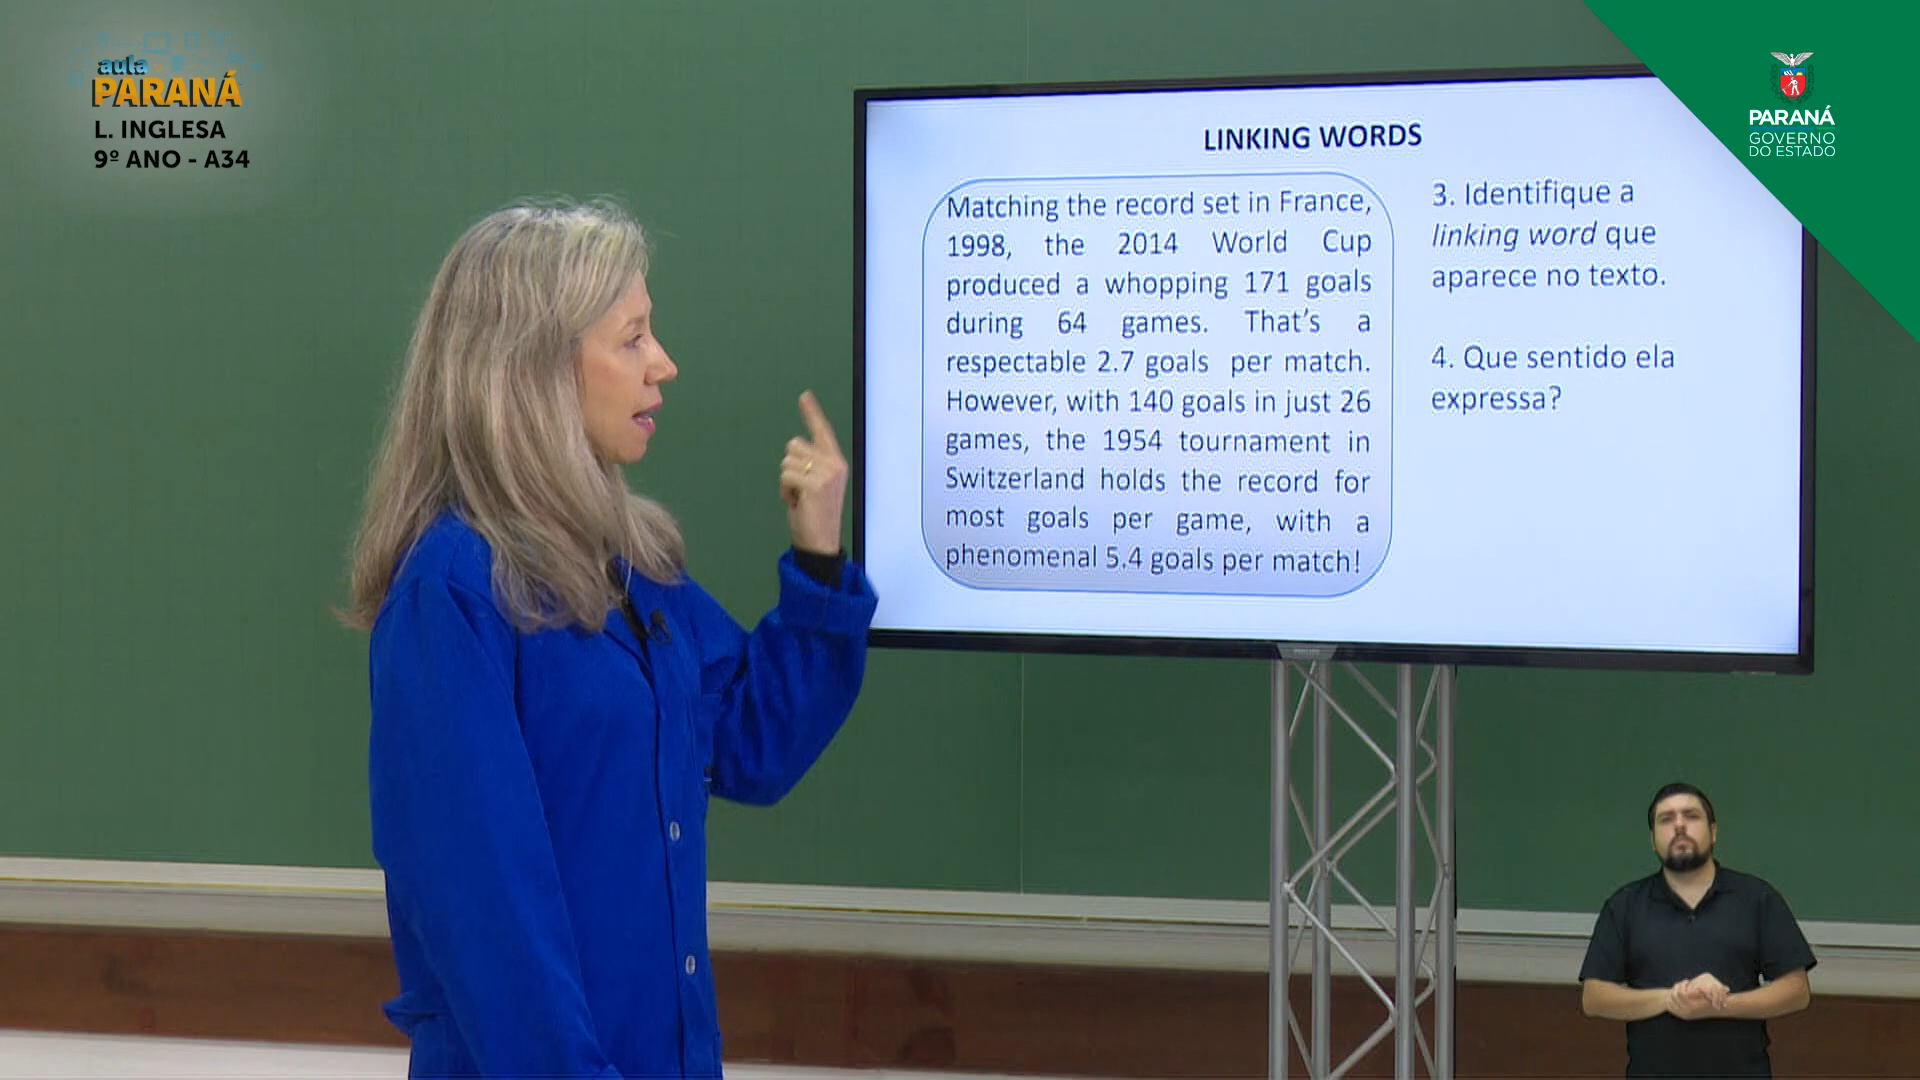 aula
PARANÁ
L. INGLESA
9º ANO - A34
PARANÁ
GOVERNO
DO ESTADO
LINKING WORDS
Matching the record set in France,
1998, the 2014 World Cup
produced a whopping 171 goals
during 64 games. That's a
respectable 2.7 goals per match.
However, with 140 goals in just 26
games, the 1954 tournament in
Switzerland holds the record for
most goals per game, with a
phenomenal 5.4 goals per match!
3. Identifique a
linking word que
aparece no texto.
4. Que sentido ela
expressa?